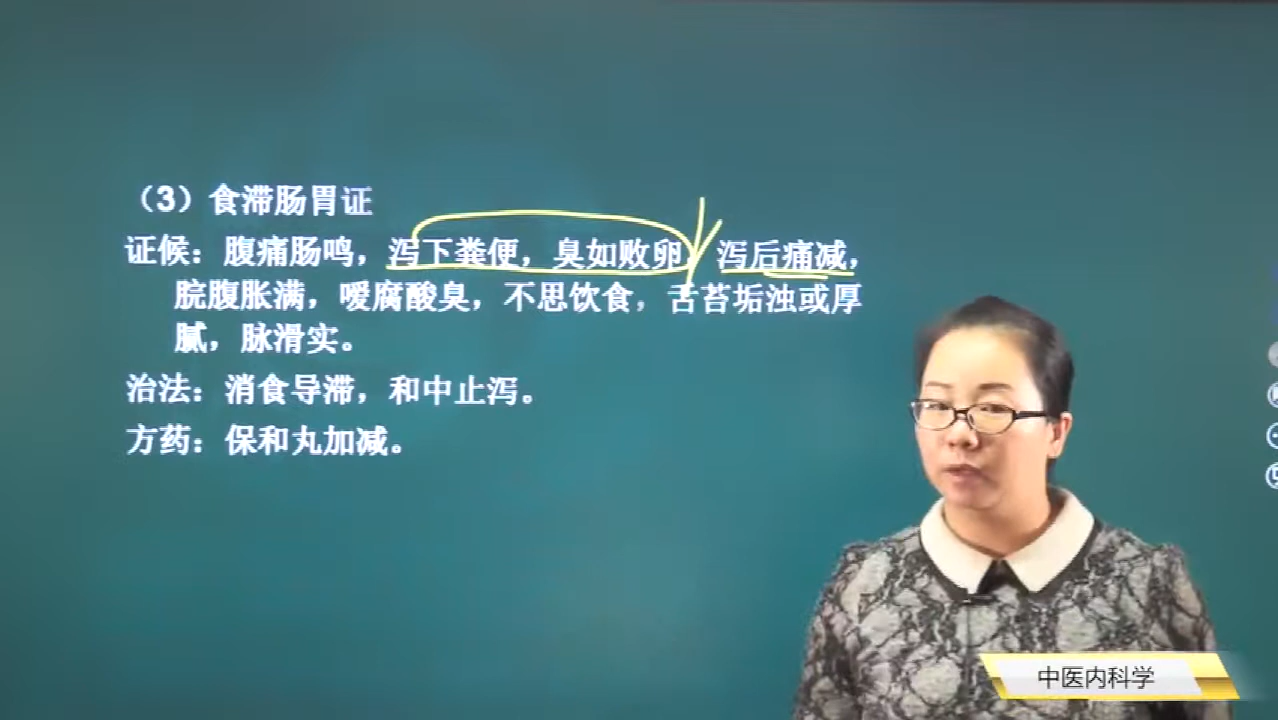 （3）食滞肠胃证
证候：腹痛肠鸣，泻下粪便，臭如败卵，泻后痛减，
脘腹胀满，嗳腐酸臭，不思饮食，舌苔垢浊或厚
腻，脉滑实。
治法：消食导滞，和中止泻。
方药：保和丸加减。
中医内科学